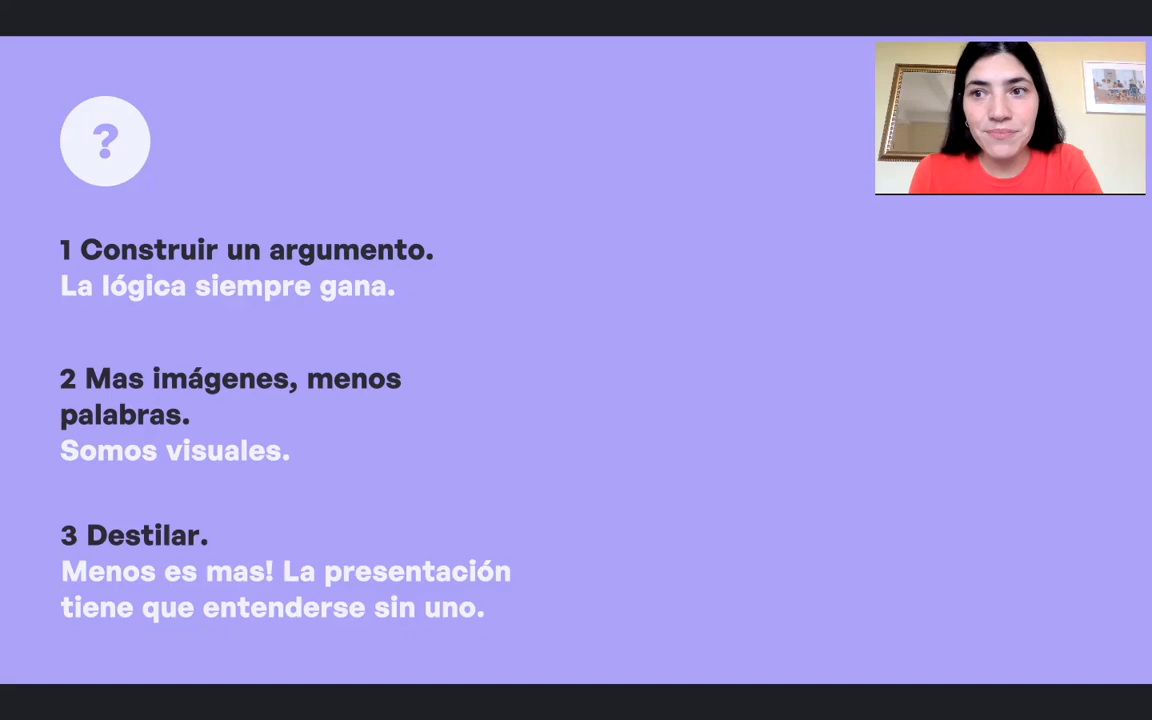 ?
1 Construir un argumento.
La lógica siempre gana.
2 Mas imágenes, menos
palabras.
Somos visuales.
3 Destilar.
Menos es mas! La presentación
tiene que entenderse sin uno.